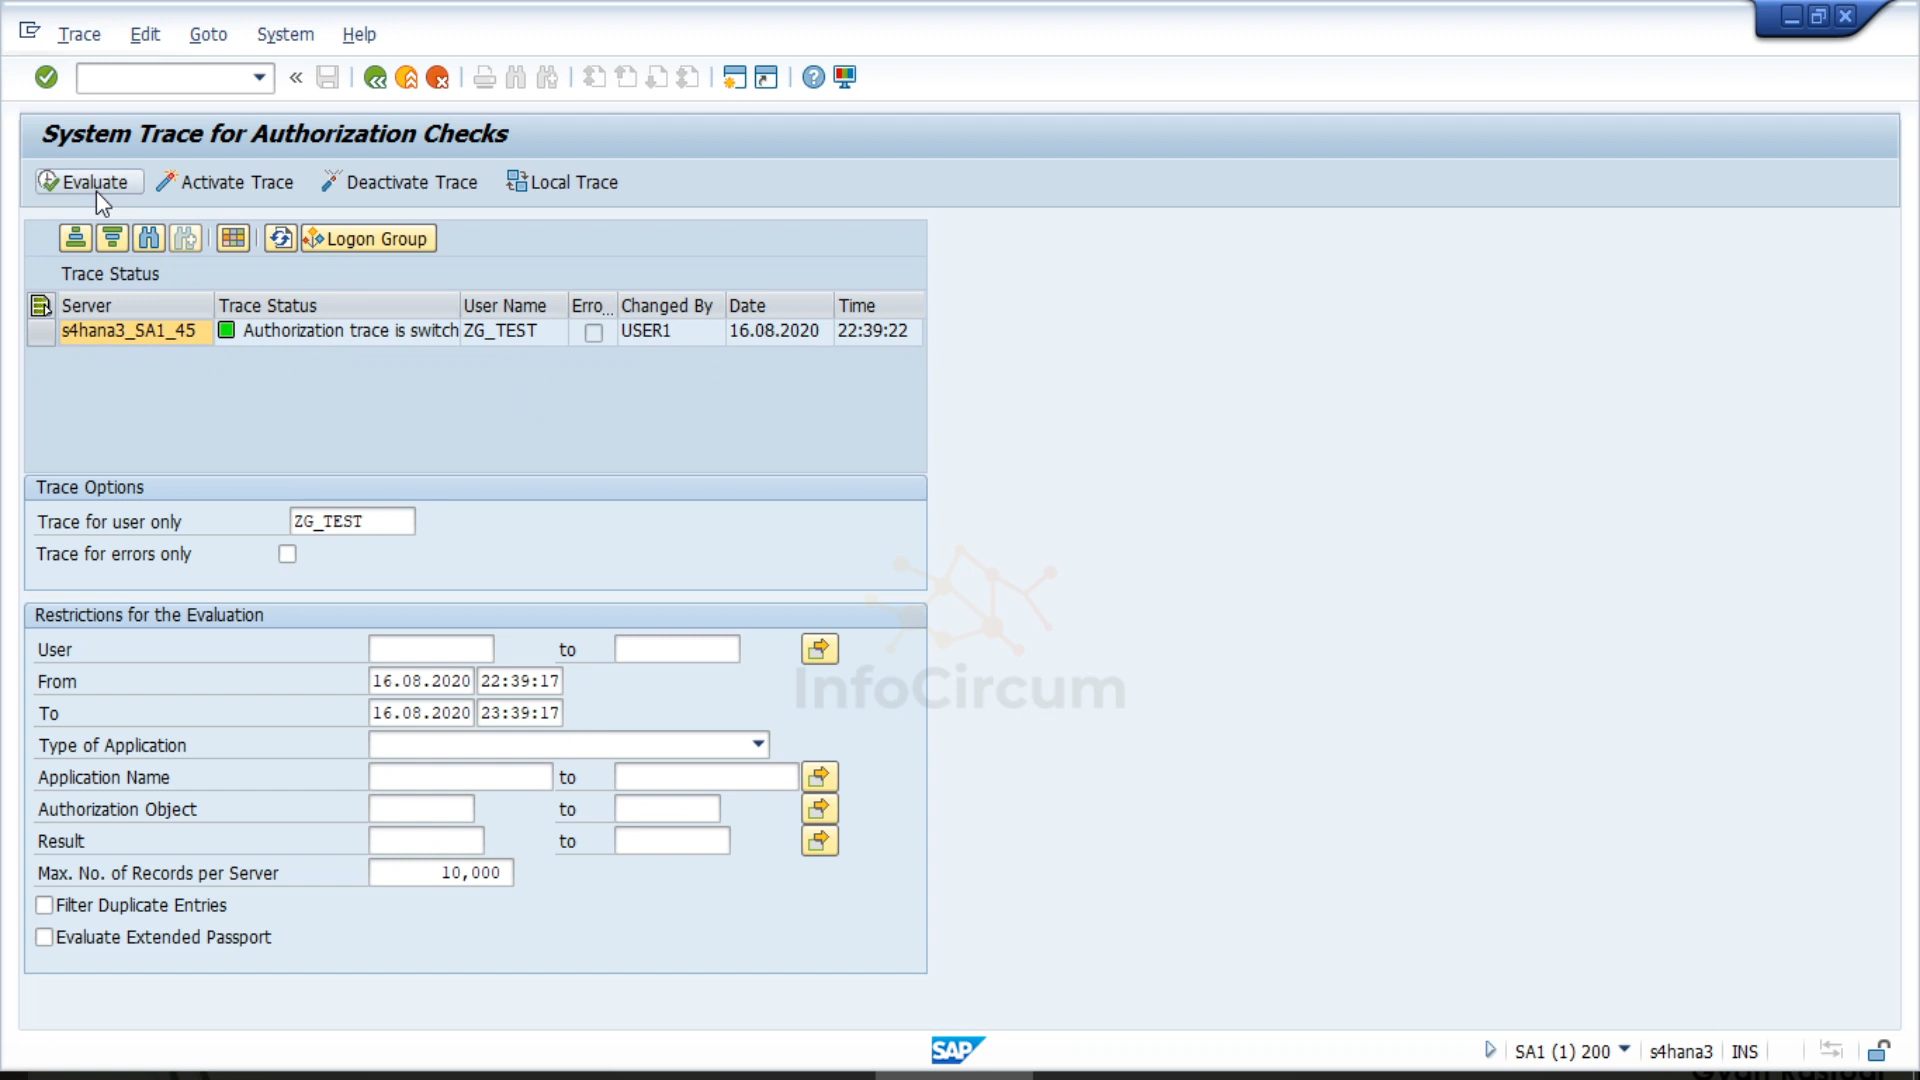 Trace Edit Goto System Help
System Trace for Authorization Checks
Evaluate Activate Trace Deactivate Trace Local Trace
Logon Group
Trace Status
Server Trace Status User Name Erro... Changed By Date Time
s4hana3_SA1_45 Authorization trace is switch ZG_TEST USER1 16.08.2020 22:39:22
Trace Options
Trace for user only ZG_TEST
Trace for errors only
Restrictions for the Evaluation
User to
From 16.08.2020 22:39:17
To 16.08.2020 23:39:17
InfoCircum
Type of Application
Application Name to
Authorization Object to
Result to
Max. No. of Records per Server 10,000
Filter Duplicate Entries
Evaluate Extended Passport
SAP SA1 (1) 200 s4hana3 INS